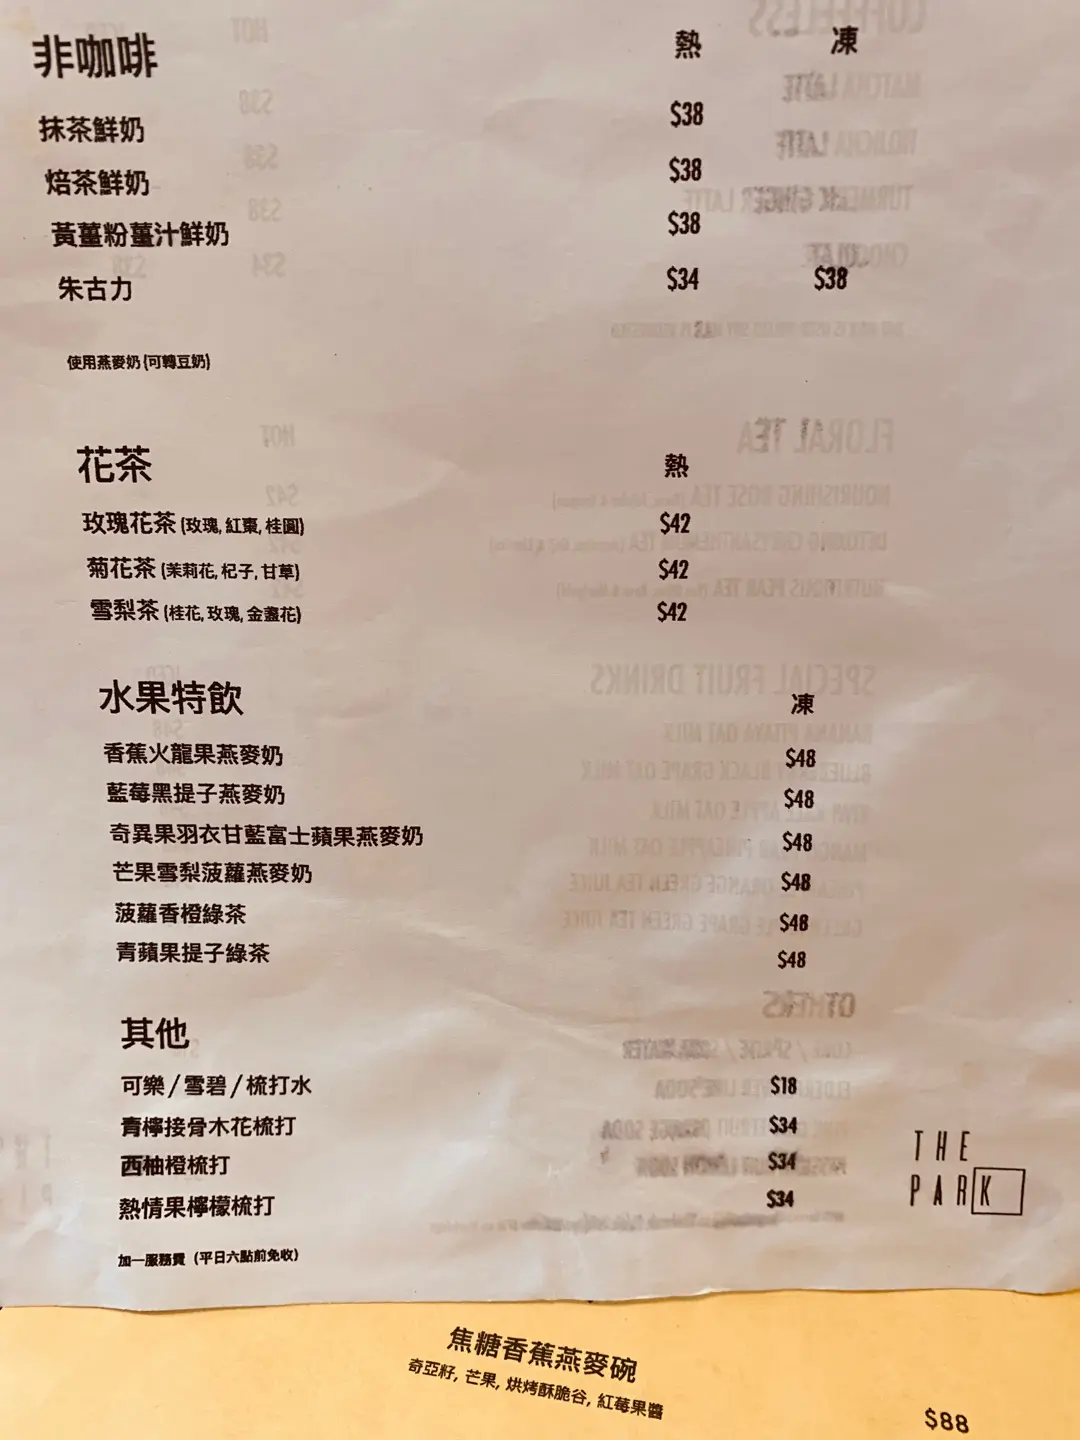 非咖啡 熱 凍
抹茶鮮奶 $38
焙茶鮮奶 $38
黃薑粉薑汁鮮奶 $38
朱古力 $34 $38
使用燕麥奶 (可轉豆奶)
花茶 熱
玫瑰花茶 (玫瑰, 紅棗, 桂圓) $42
菊花茶 (茉莉花, 杞子, 甘草) $42
雪梨茶 (桂花, 玫瑰, 金盞花) $42
水果特飲 凍
香蕉火龍果燕麥奶 $48
藍莓黑提子燕麥奶 $48
奇異果羽衣甘藍富士蘋果燕麥奶 $48
芒果雪梨菠蘿燕麥奶 $48
菠蘿香橙綠茶 $48
青蘋果提子綠茶 $48
其他
可樂 / 雪碧 / 梳打水 $18
青檸接骨木花梳打 $34
西柚橙梳打 $34
熱情果檸檬梳打 $34
THE
PARK
加一服務費 (平日六點前免收)
焦糖香蕉燕麥碗
奇亞籽, 芒果, 烘烤酥脆谷, 紅莓果醬
$88